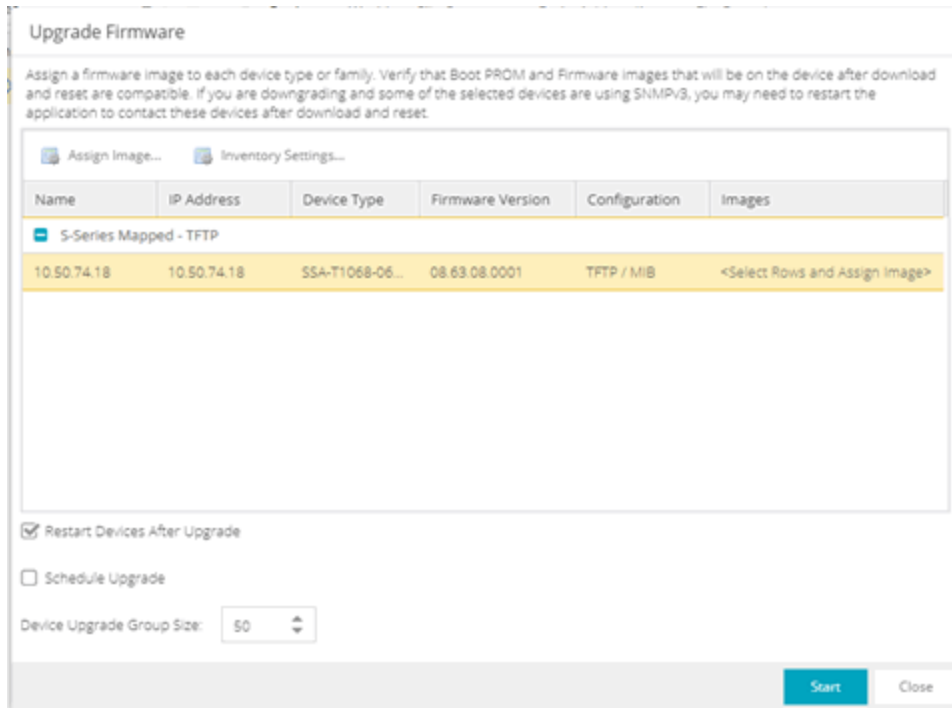 Upgrade Firmware
Assign a firmware image to each device type or family. Verify that Boot PROM and Firmware images that will be on the device after download
and reset are compatible. If you are downgrading and some of the selected devices are using SNMPv3, you may need to restart the
application to contact these devices after download and reset.
Assign Image... Inventory Settings...
Name IP Address Device Type Firmware Version Configuration Images
S-Series Mapped - TFTP
10.50.74.18 10.50.74.18 SSA-T1068-06... 08.63.08.0001 TFTP / MIB <Select Rows and Assign Image>
Restart Devices After Upgrade
Schedule Upgrade
Device Upgrade Group Size: 50
Start Close